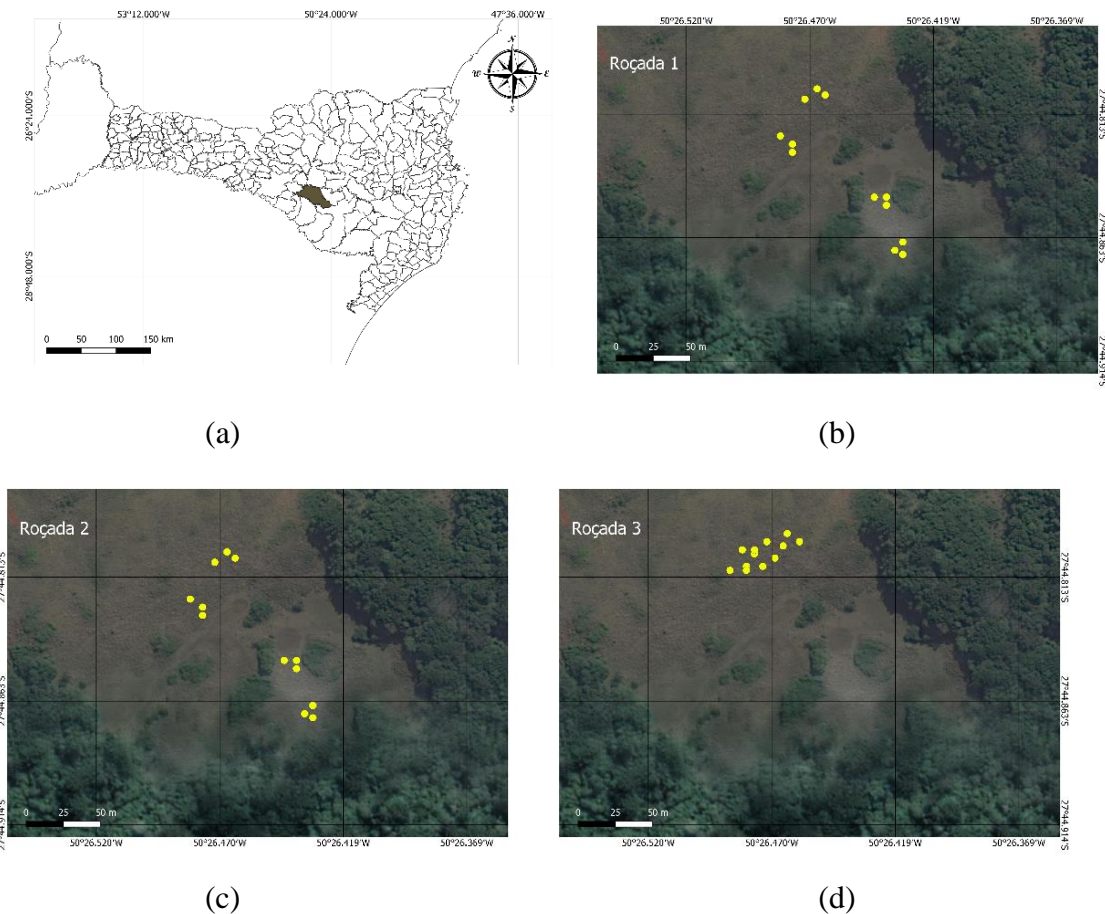 53°12.000'W 50°24.000'W 47°36.000'W
N
W E
S
26°24.000'S
28°48.000'S
0 50 100 150 km
(a)
50°26.520'W 50°26.470'W 50°26.419'W 50°26.369'W
Roçada 1
27°44.813'S
27°44.863'S
27°44.914'S
0 25 50 m
(b)
Roçada 2
27°44.813'S
27°44.863'S
27°44.914'S
0 25 50 m
50°26.520'W 50°26.470'W 50°26.419'W 50°26.369'W
(c)
Roçada 3
27°44.813'S
27°44.863'S
27°44.914'S
0 25 50 m
50°26.520'W 50°26.470'W 50°26.419'W 50°26.369'W
(d)